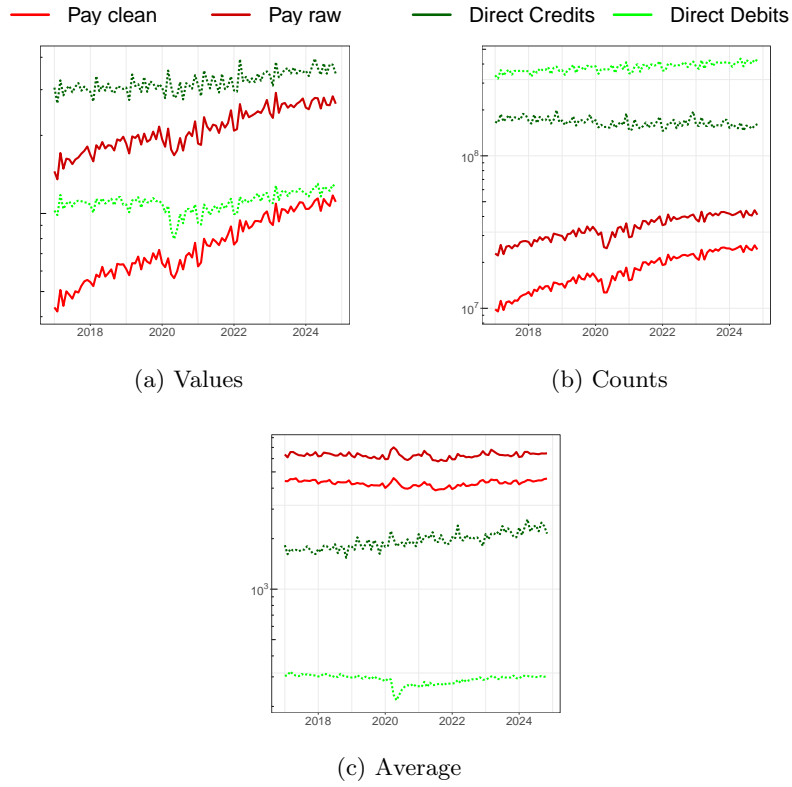 Pay clean Pay raw Direct Credits Direct Debits
2018 2020 2022 2024
(a) Values
10⁸
10⁷
2018 2020 2022 2024
(b) Counts
10³
2018 2020 2022 2024
(c) Average